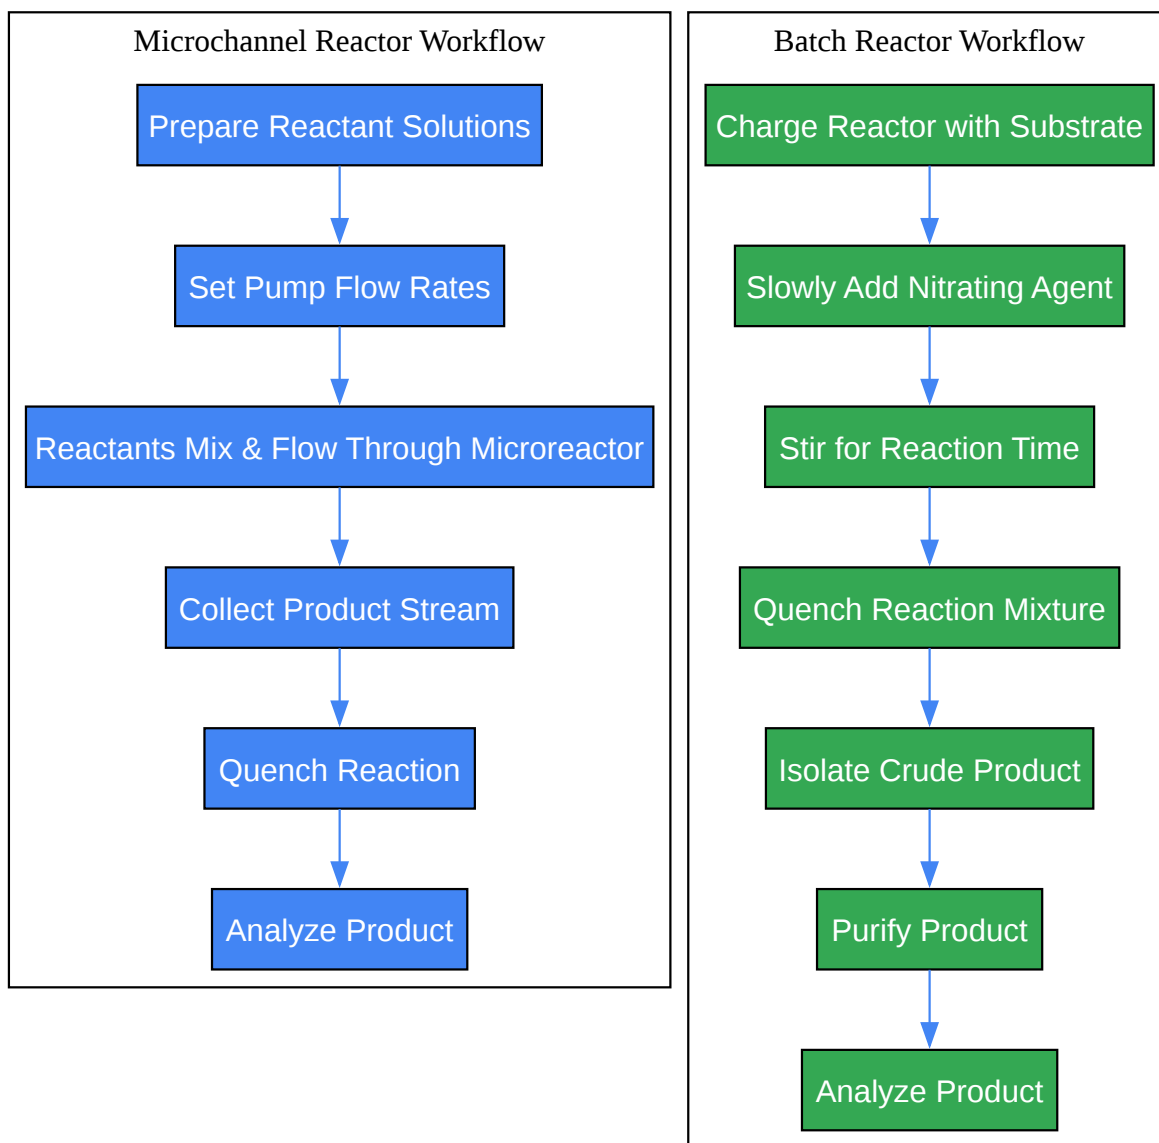 Microchannel Reactor Workflow
Prepare Reactant Solutions
Set Pump Flow Rates
Reactants Mix & Flow Through Microreactor
Collect Product Stream
Quench Reaction
Analyze Product
Batch Reactor Workflow
Charge Reactor with Substrate
Slowly Add Nitrating Agent
Stir for Reaction Time
Quench Reaction Mixture
Isolate Crude Product
Purify Product
Analyze Product